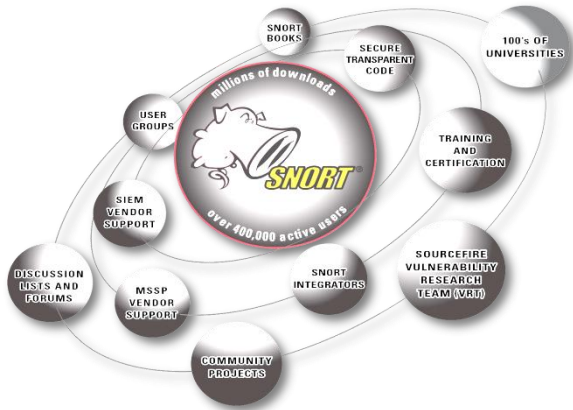 SNORT
BOOKS
SECURE
TRANSPARENT
CODE
100's OF
UNIVERSITIES
millions of downloads
USER
GROUPS
TRAINING
AND
CERTIFICATION
SNORT®
SIEM
VENDOR
SUPPORT
over 400,000 active users
SOURCEFIRE
VULNERABILITY
RESEARCH
TEAM (VRT)
DISCUSSION
LISTS AND
FORUMS
MSSP
VENDOR
SUPPORT
SNORT
INTEGRATORS
COMMUNITY
PROJECTS